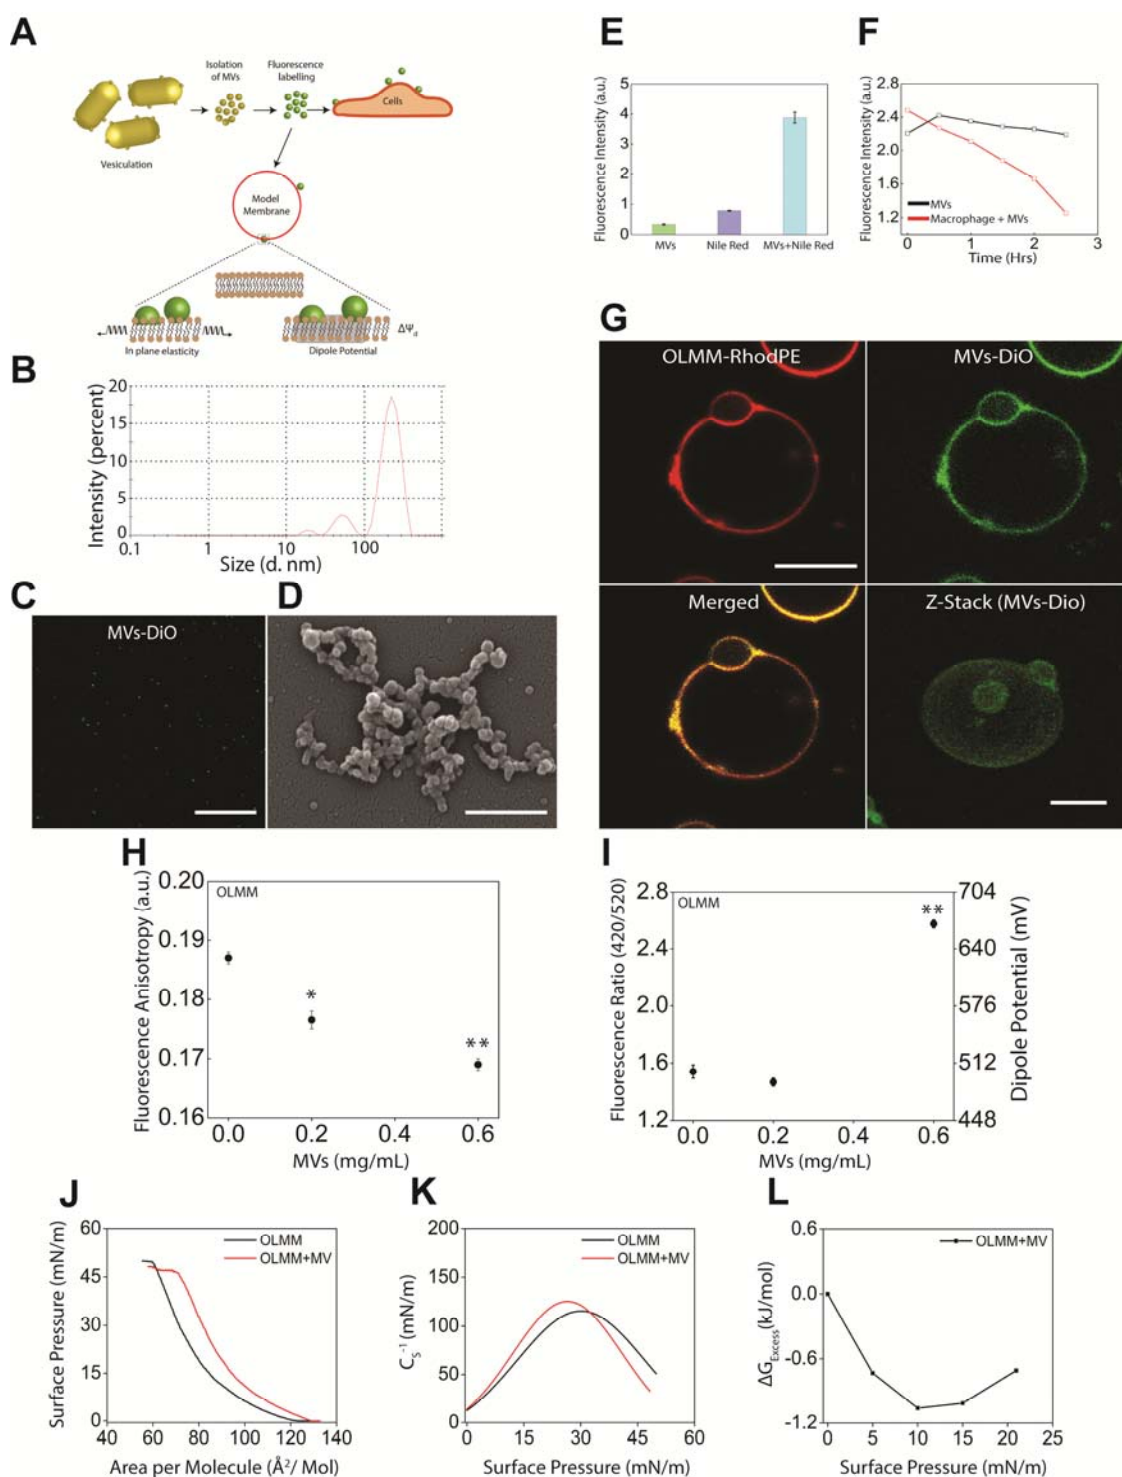 A
Isolation
of MVs
Fluorescence
labelling
Cells
Vesiculation
Model
Membrane
In plane elasticity
Dipole Potential
ΔΨd
B
Intensity (percent)
20
15
10
5
0
0.1
1
10
100
Size (d. nm)
C
MVs-DiO
D
E
Fluorescence Intensity (a.u.)
5
4
3
2
1
0
MVs
Nile Red
MVs+Nile Red
F
Fluorescence Intensity (a.u.)
2.8
2.4
2.0
1.6
1.2
MVs
Macrophage + MVs
0
1
2
3
Time (Hrs)
G
OLMM-RhodPE
MVs-DiO
Merged
Z-Stack (MVs-Dio)
H
Fluorescence Anisotropy (a.u.)
0.20
0.19
0.18
0.17
0.16
OLMM
*
**
0.0
0.2
0.4
0.6
MVs (mg/mL)
I
Fluorescence Ratio (420/520)
2.8
2.4
2.0
1.6
1.2
OLMM
**
704
640
576
512
448
Dipole Potential (mV)
0.0
0.2
0.4
0.6
MVs (mg/mL)
J
Surface Pressure (mN/m)
60
45
30
15
0
OLMM
OLMM+MV
40
60
80
100
120
140
Area per Molecule (Å²/ Mol)
K
Cs⁻¹ (mN/m)
200
150
100
50
0
OLMM
OLMM+MV
0
15
30
45
60
Surface Pressure (mN/m)
L
ΔGExcess(kJ/mol)
0.6
0.0
-0.6
-1.2
OLMM+MV
0
5
10
15
20
25
Surface Pressure (mN/m)